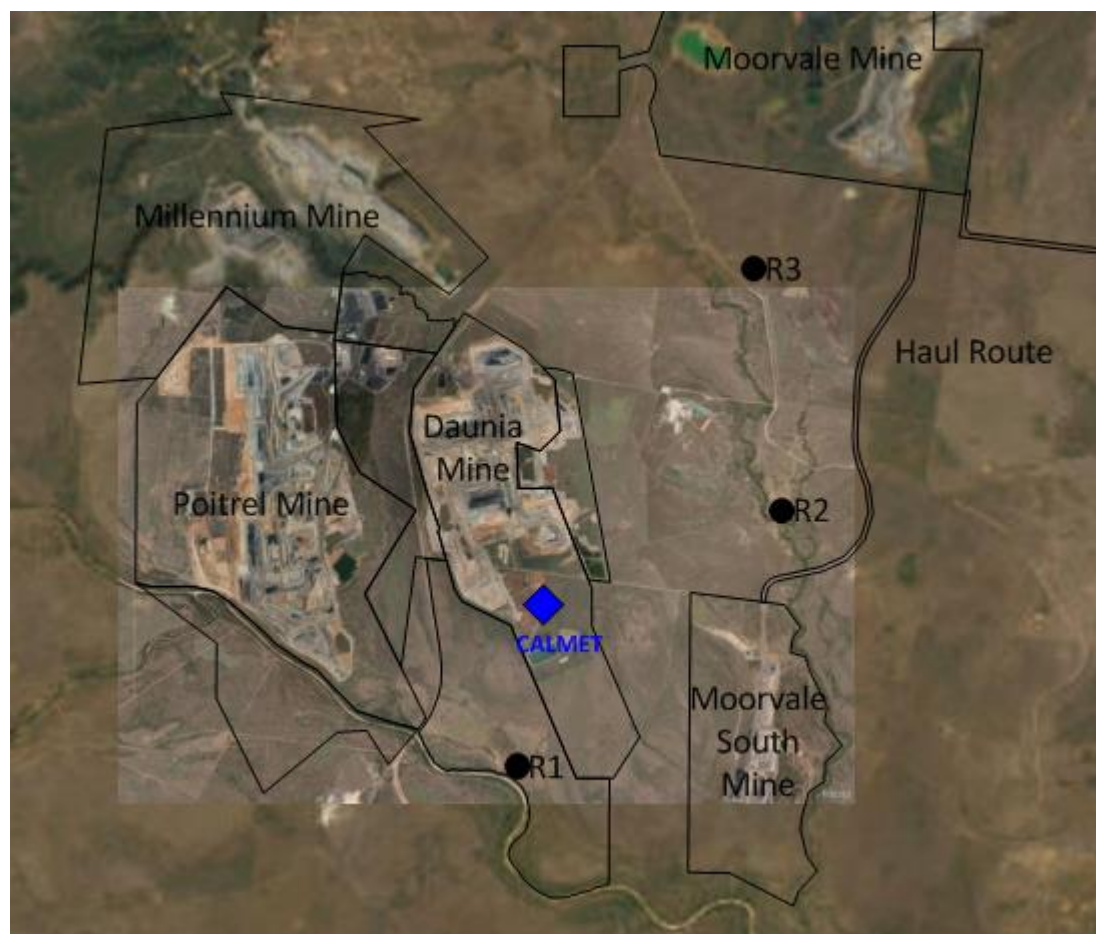 Moorvale Mine
Millennium Mine
R3
Haul Route
Daunia
Mine
Poitrel Mine
R2
CALMET
Moorvale
South
Mine
R1